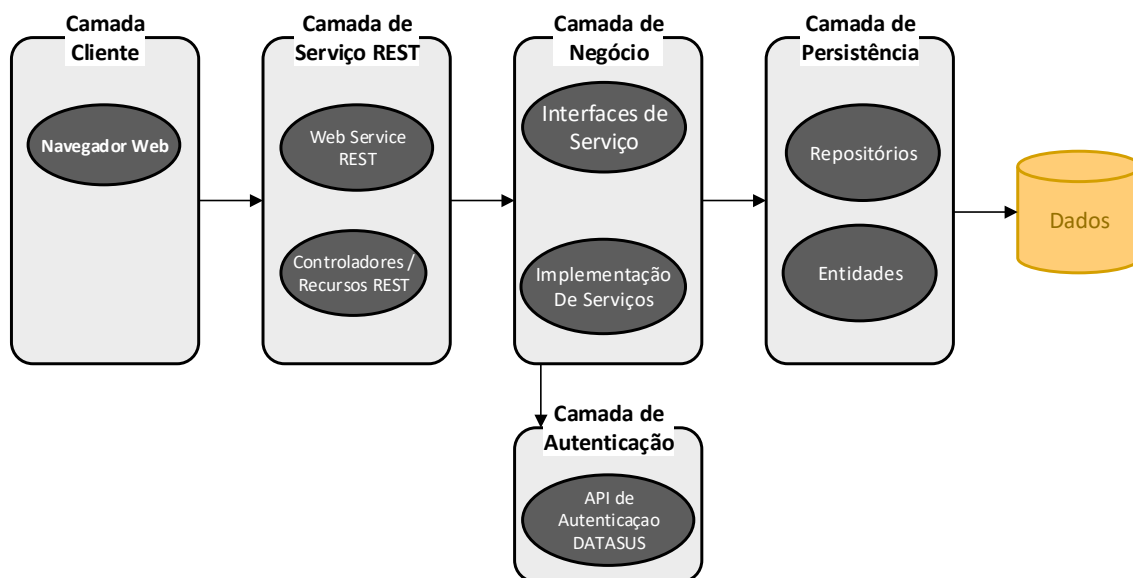 Camada
Cliente
Navegador Web
Camada de
Serviço REST
Web Service
REST
Controladores /
Recursos REST
Camada de
Negócio
Interfaces de
Serviço
Implementação
De Serviços
Camada de
Persistência
Repositórios
Entidades
Dados
Camada de
Autenticação
API de
Autenticaçao
DATASUS